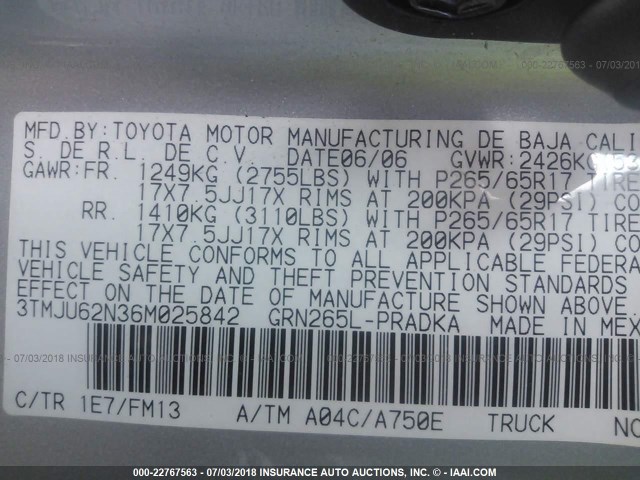 MFD.BY:TOYOTA MOTOR MANUFACTURING DE BAJA CALI
S. DE R.L. DE C.V. DATE06/06 GVWR:2426KG
GAWR:FR. 1249KG (2755LBS) WITH P265/65R17 TIRE
17X7.5JJ17X RIMS AT 200KPA (29PSI) CO
RR. 1410KG (3110LBS) WITH P265/65R17 TIRE
17X7.5JJ17X RIMS AT 200KPA (29PSI) CO
THIS VEHICLE CONFORMS TO ALL APPLICABLE FEDERA
VEHICLE SAFETY AND THEFT PREVENTION STANDARDS
EFFECT ON THE DATE OF MANUFACTURE SHOWN ABOVE.
3TMJU62N36M025842 GRN265L-PRADKA MADE IN MEX
C/TR 1E7/FM13 A/TM A04C/A750E TRUCK NO
000-22767563 - 07/03/2018 INSURANCE AUTO AUCTIONS, INC. - © - IAAI.COM